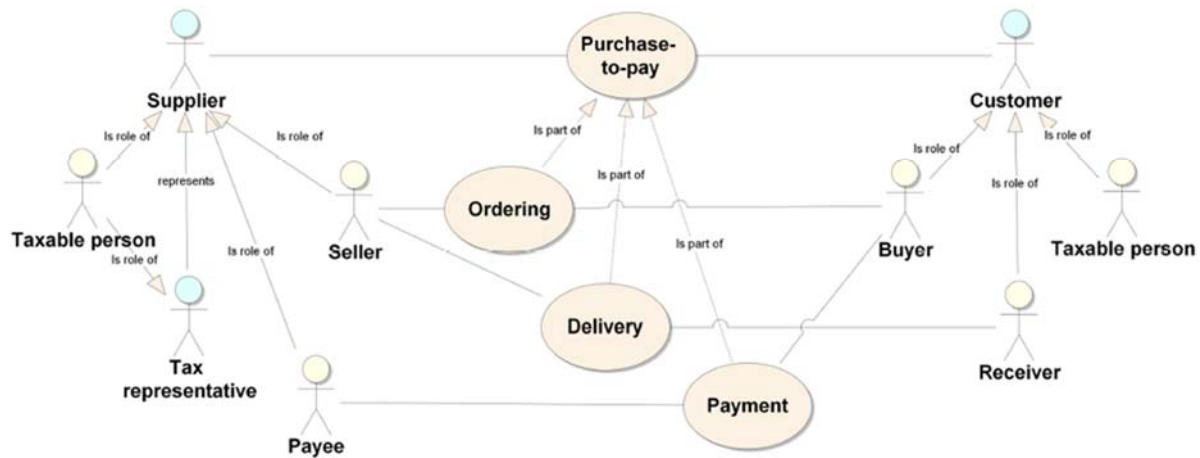 Purchase-
to-pay
Supplier
Customer
Is role of
Is role of
Is part of
Is role of
Is role of
represents
Is part of
Is role of
Ordering
Taxable person
Seller
Buyer
Taxable person
Is role of
Is role of
Is part of
Delivery
Tax
representative
Receiver
Payment
Payee